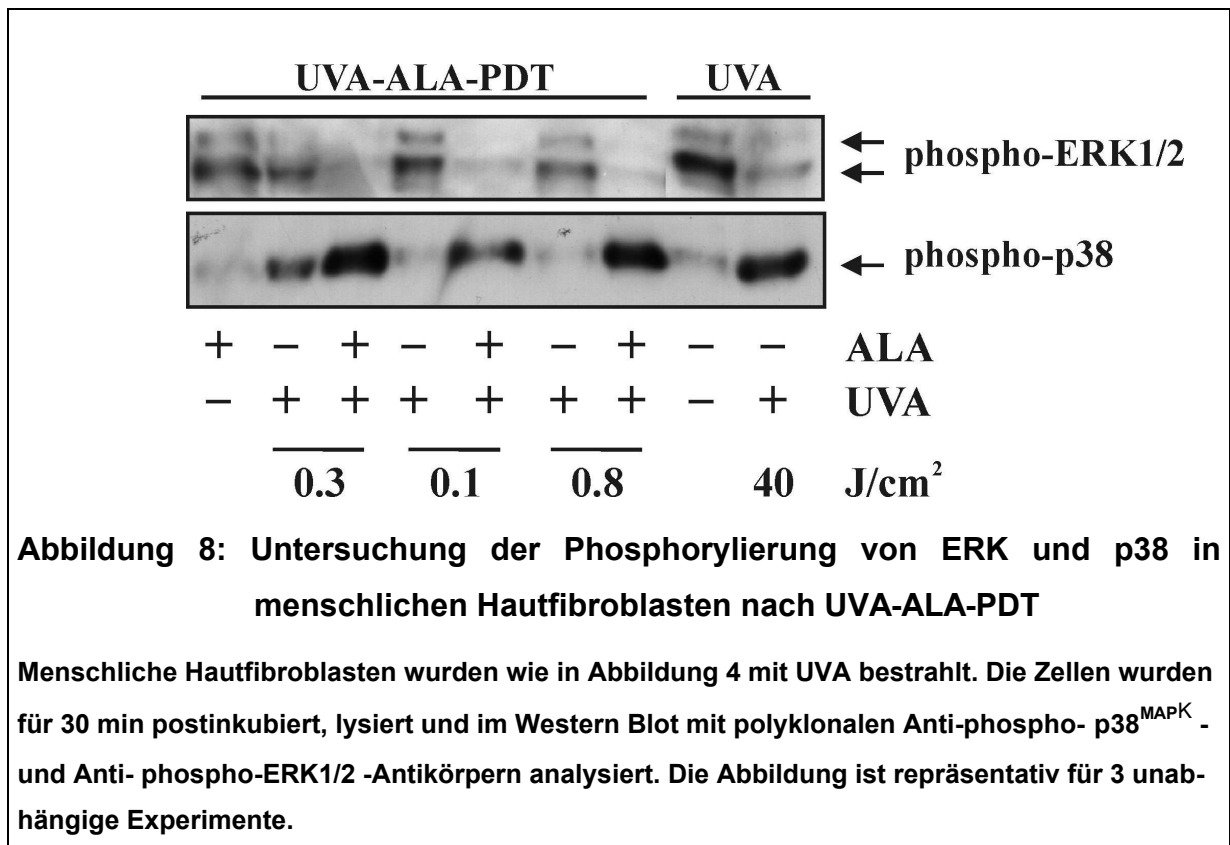 UVA-ALA-PDT UVA
phospho-ERK1/2
phospho-p38
+ – + – + – + – – ALA
– + + + + + + – + UVA
0.3 0.1 0.8 40 J/cm²
Abbildung 8: Untersuchung der Phosphorylierung von ERK und p38 in
menschlichen Hautfibroblasten nach UVA-ALA-PDT
Menschliche Hautfibroblasten wurden wie in Abbildung 4 mit UVA bestrahlt. Die Zellen wurden
für 30 min postinkubiert, lysiert und im Western Blot mit polyklonalen Anti-phospho- p38ᴹᴬᴾK -
und Anti- phospho-ERK1/2 -Antikörpern analysiert. Die Abbildung ist repräsentativ für 3 unab-
hängige Experimente.